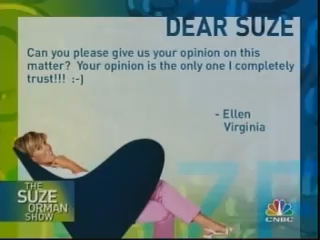 DEAR SUZE
Can you please give us your opinion on this
matter? Your opinion is the only one I completely
trust!!! :-)
- Ellen
Virginia
THE
SUZE
ORMAN
SHOW
CNBC